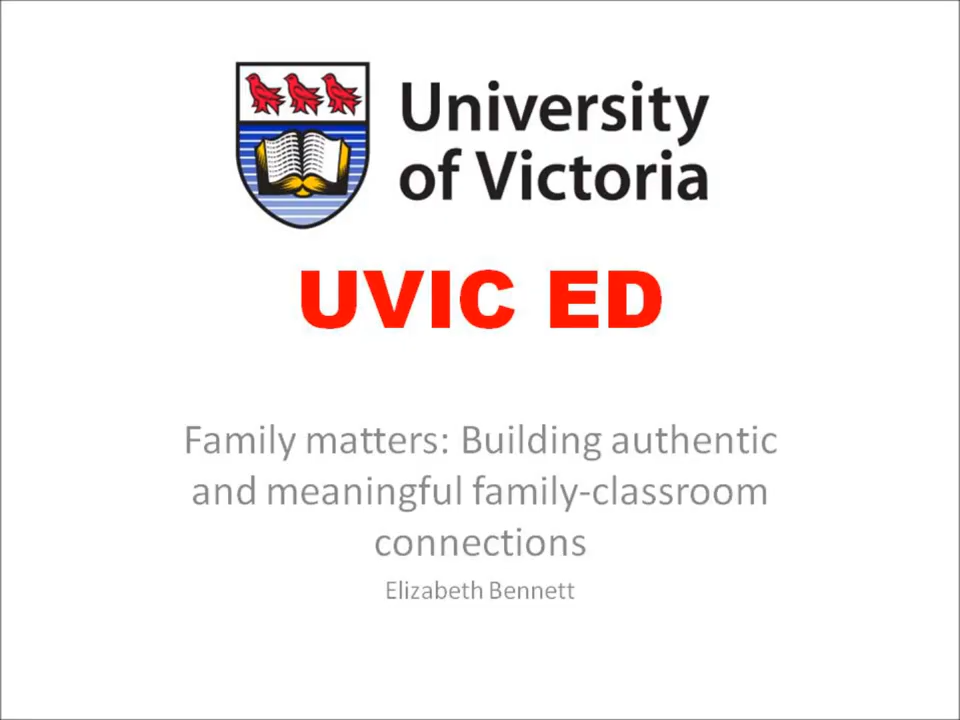 University
of Victoria
UVIC ED
Family matters: Building authentic
and meaningful family-classroom
connections
Elizabeth Bennett